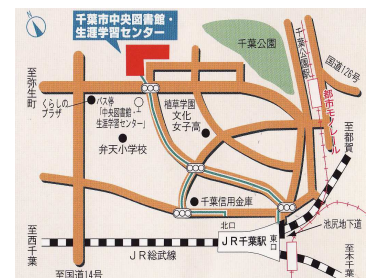 千葉市中央図書館・
生涯学習センター
千葉公園
千葉公園駅
国道126号
至弥生町
くらしの
プラザ
バス停
「中央図書館・
生涯学習センター」
植草学園
文化
女子高
都市モノレール
至都賀
弁天小学校
千葉信用金庫
北口
JR千葉駅
東口
池尻地下道
至西千葉
JR総武線
至本千葉
至国道14号